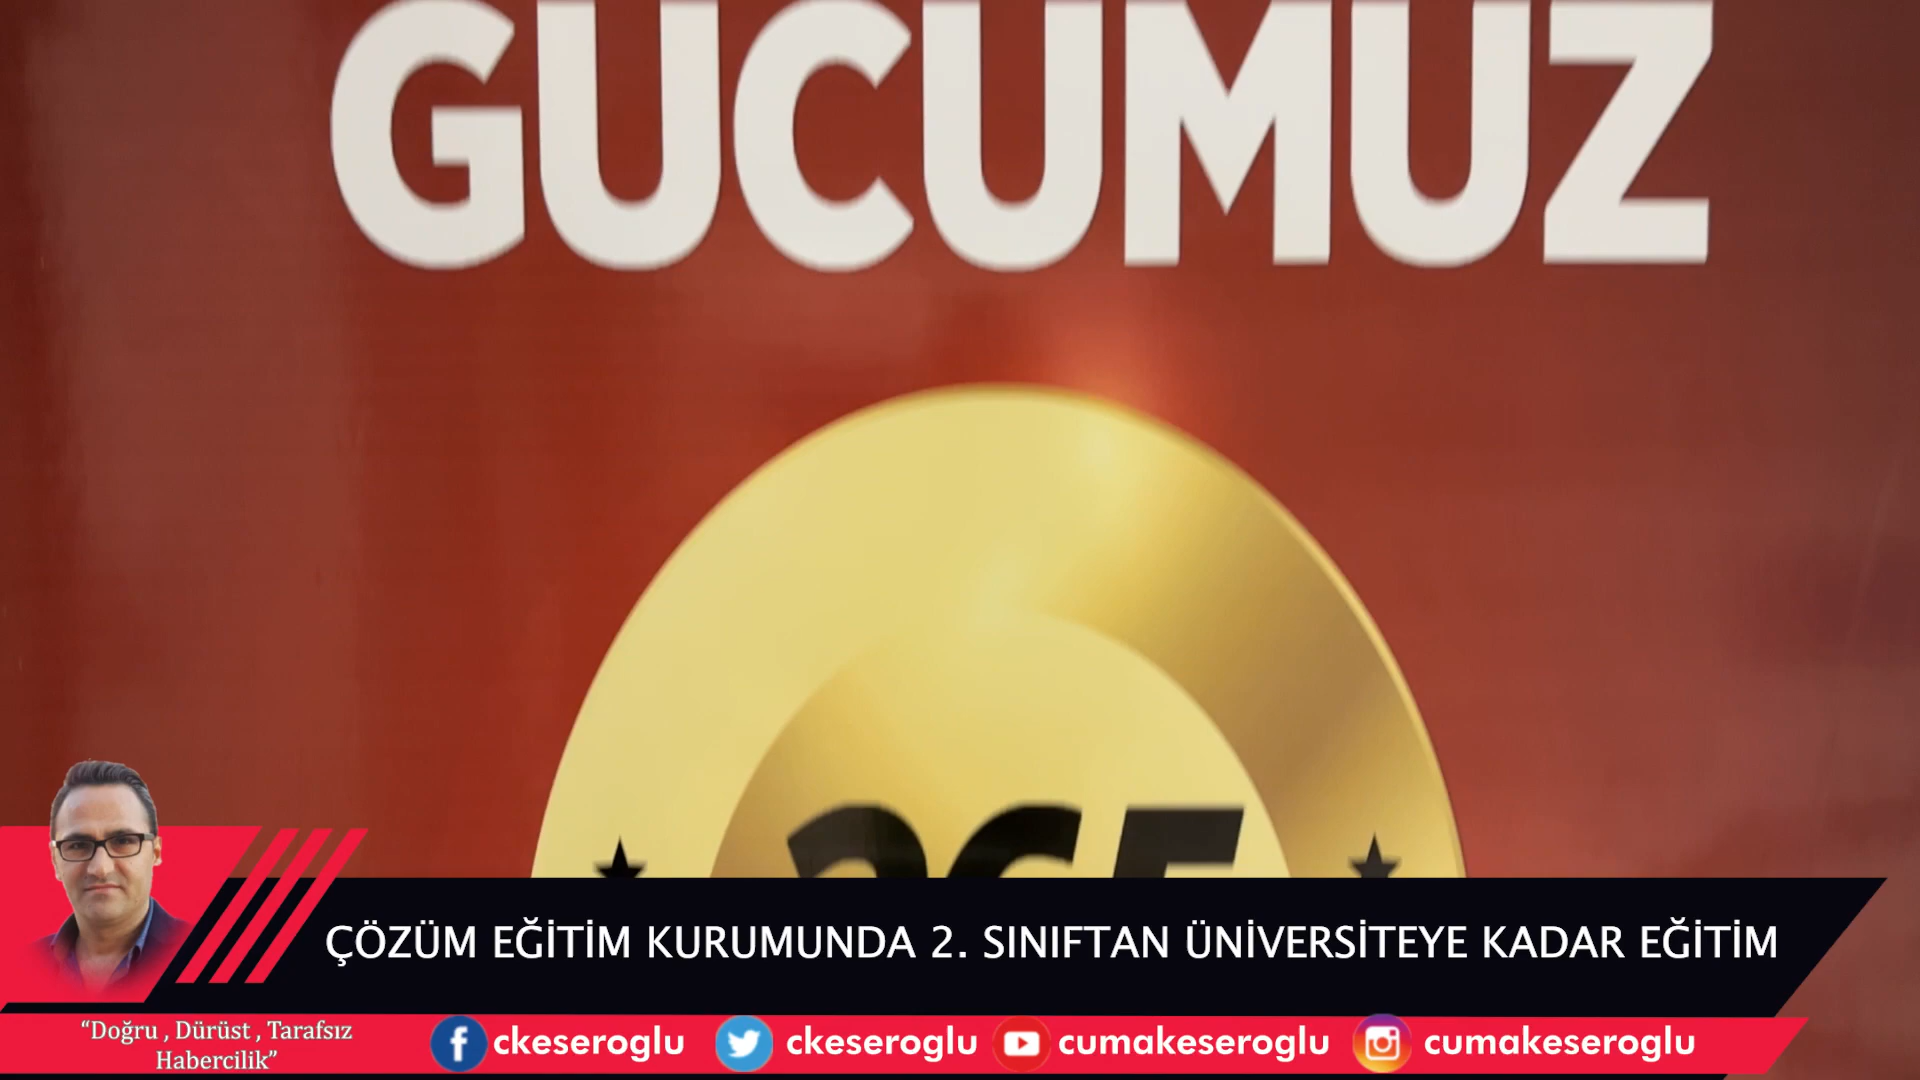 GUCUMUZ
365
ÇÖZÜM EĞİTİM KURUMUNDA 2. SINIFTAN ÜNİVERSİTEYE KADAR EĞİTİM
“Doğru , Dürüst , Tarafsız
Habercilik”
ckeseroglu ckeseroglu cumakeseroglu cumakeseroglu